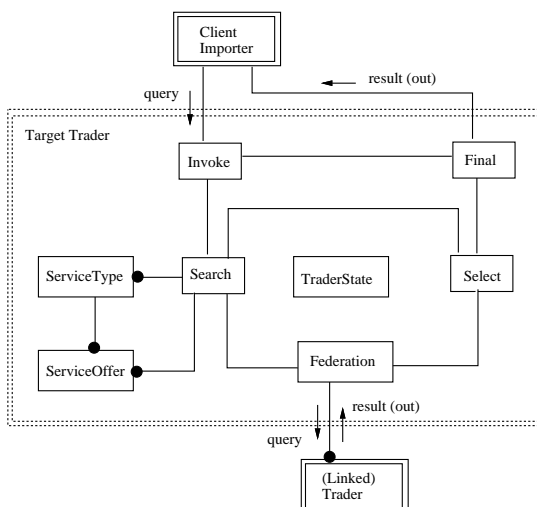 Client
Importer
result (out)
query
Target Trader
Invoke
Final
ServiceType
Search
TraderState
Select
ServiceOffer
Federation
result (out)
query
(Linked)
Trader